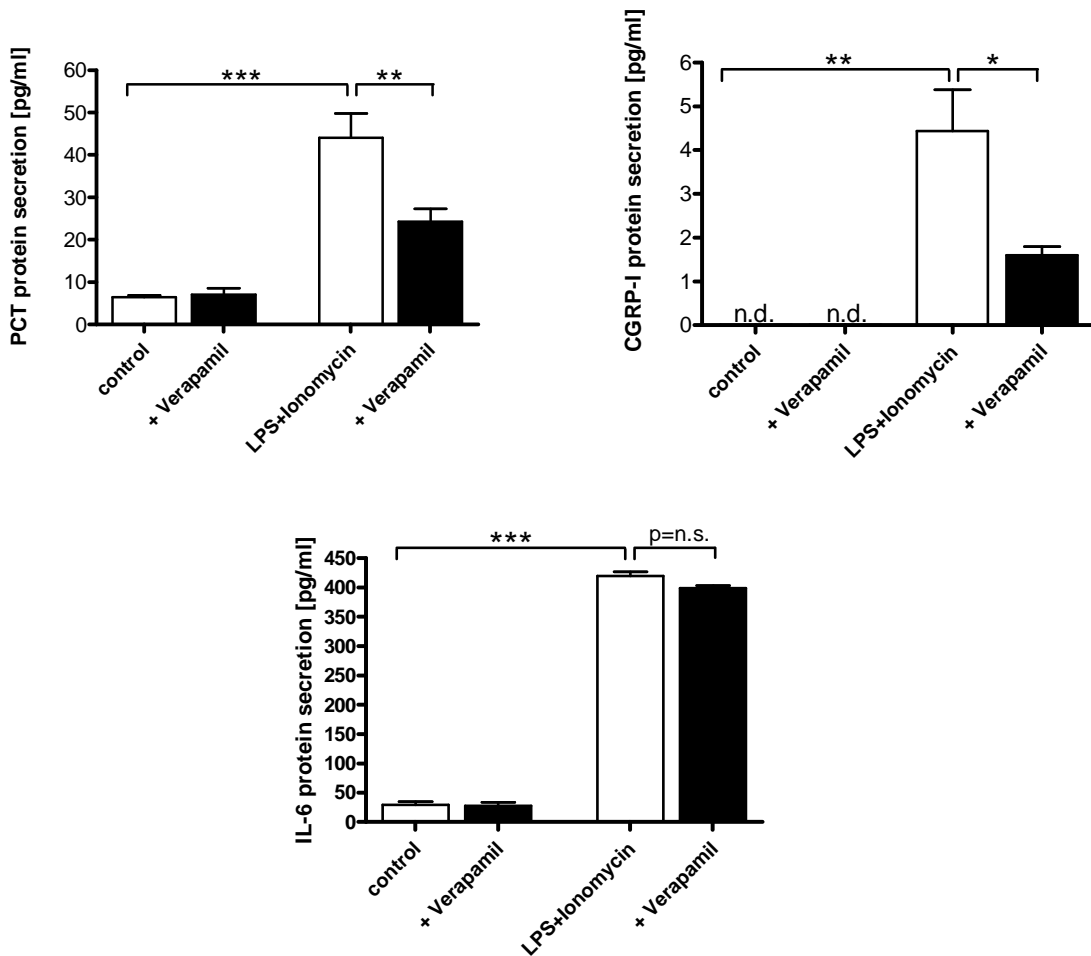 PCT protein secretion [pg/ml]
60
50
40
30
20
10
0
***
**
control
+ Verapamil
LPS+Ionomycin
+ Verapamil
CGRP-I protein secretion [pg/ml]
6
5
4
3
2
1
0
**
*
n.d.
n.d.
control
+ Verapamil
LPS+Ionomycin
+ Verapamil
IL-6 protein secretion [pg/ml]
450
400
350
300
250
200
150
100
50
0
***
p=n.s.
control
+ Verapamil
LPS+Ionomycin
+ Verapamil